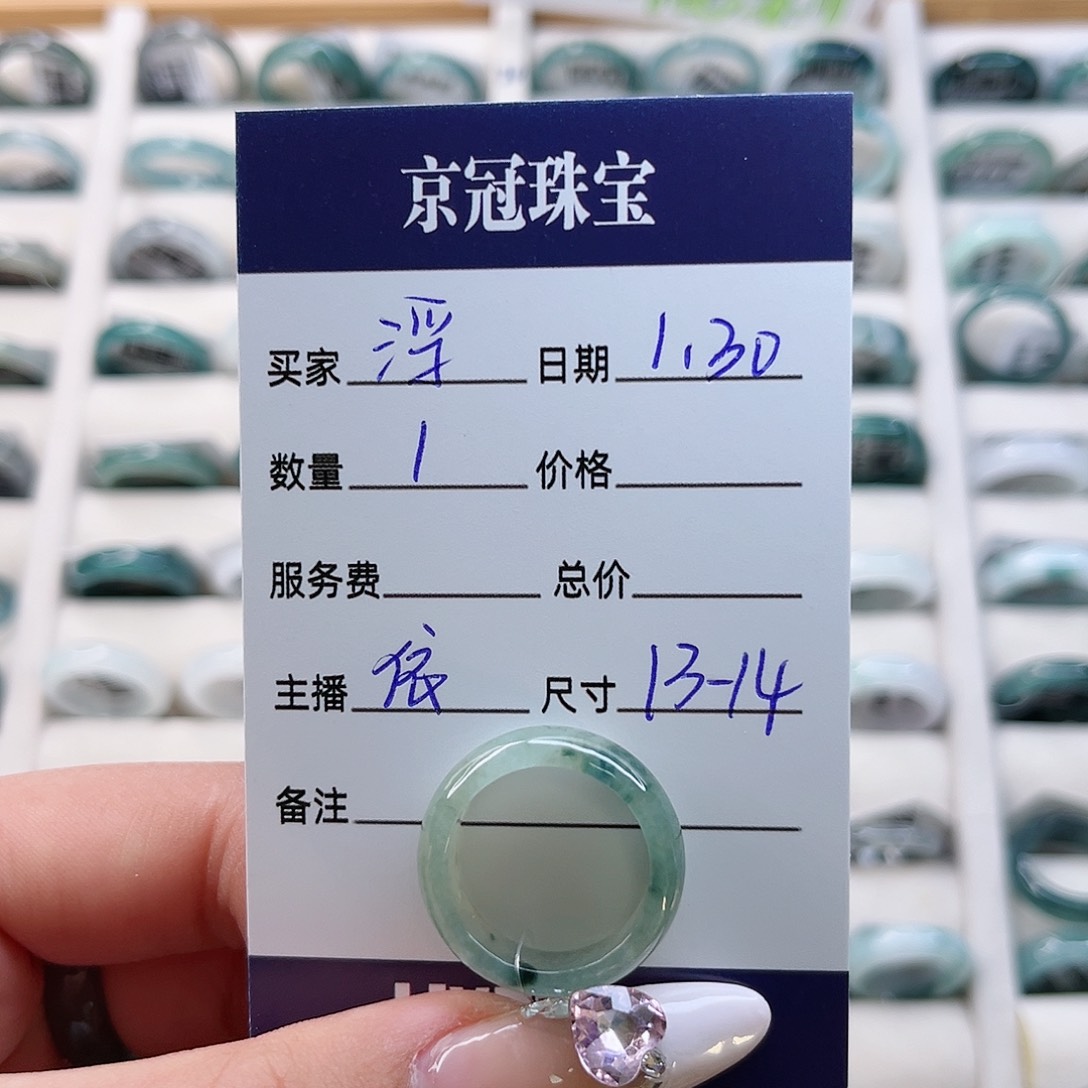 京冠珠宝
买家 浮 日期 1.30
数量 1 价格
服务费 总价
主播 依 尺寸 13-14
备注